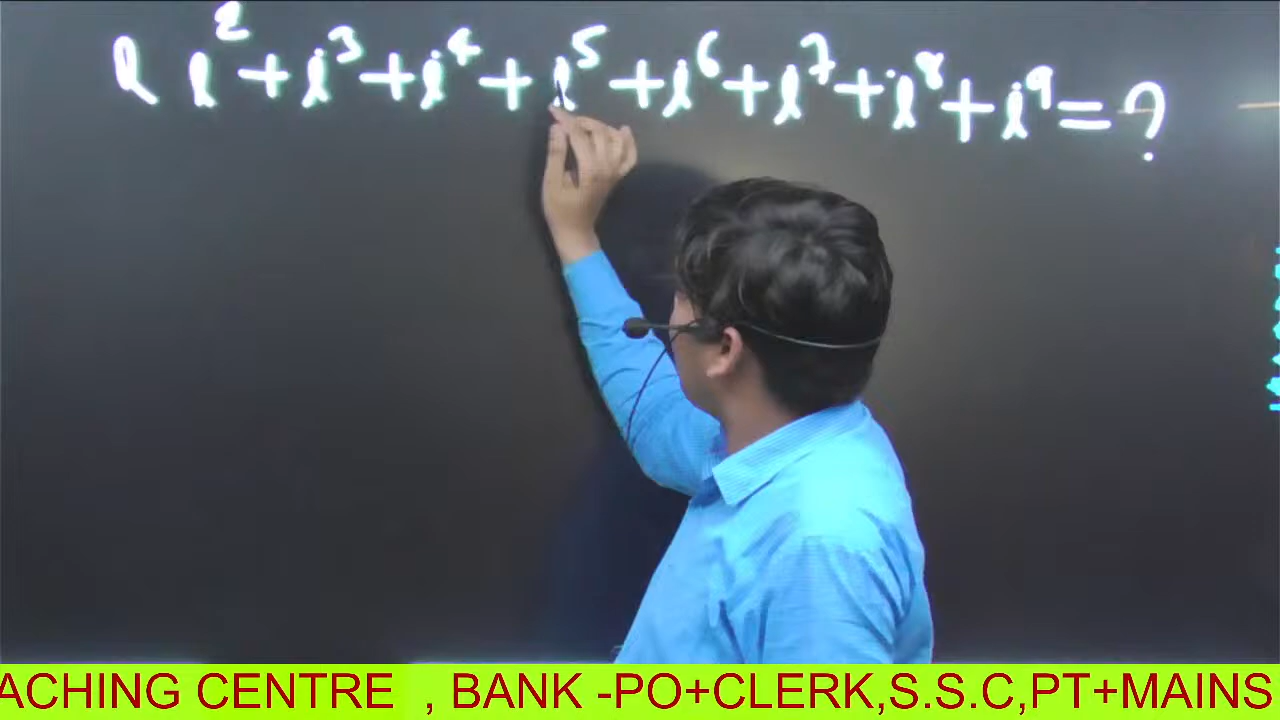 Q i² + i³ + i⁴ + i⁵ + i⁶ + i⁷ + i⁸ + i⁹ = ?
ACHING CENTRE , BANK -PO+CLERK,S.S.C,PT+MAINS